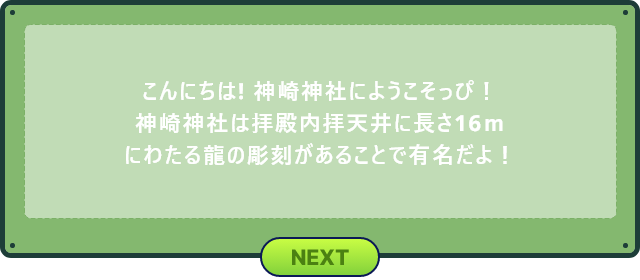 こんにちは! 神崎神社にようこそっぴ！
神崎神社は拝殿内拝天井に長さ16m
にわたる龍の彫刻があることで有名だよ！
NEXT